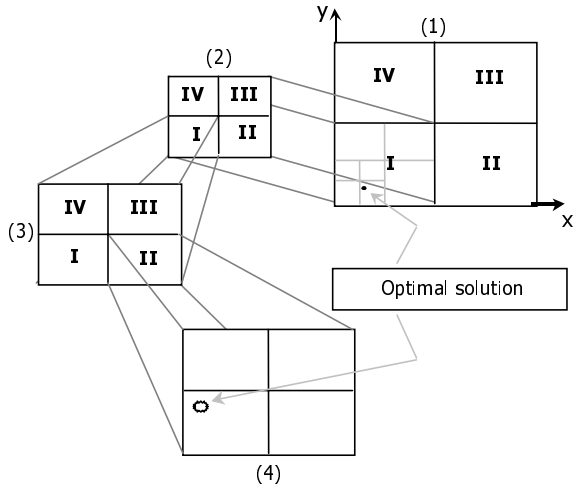 y
(1)
(2)
IV III
IV III
I II
I II
x
(3)
IV III
I II
Optimal solution
(4)